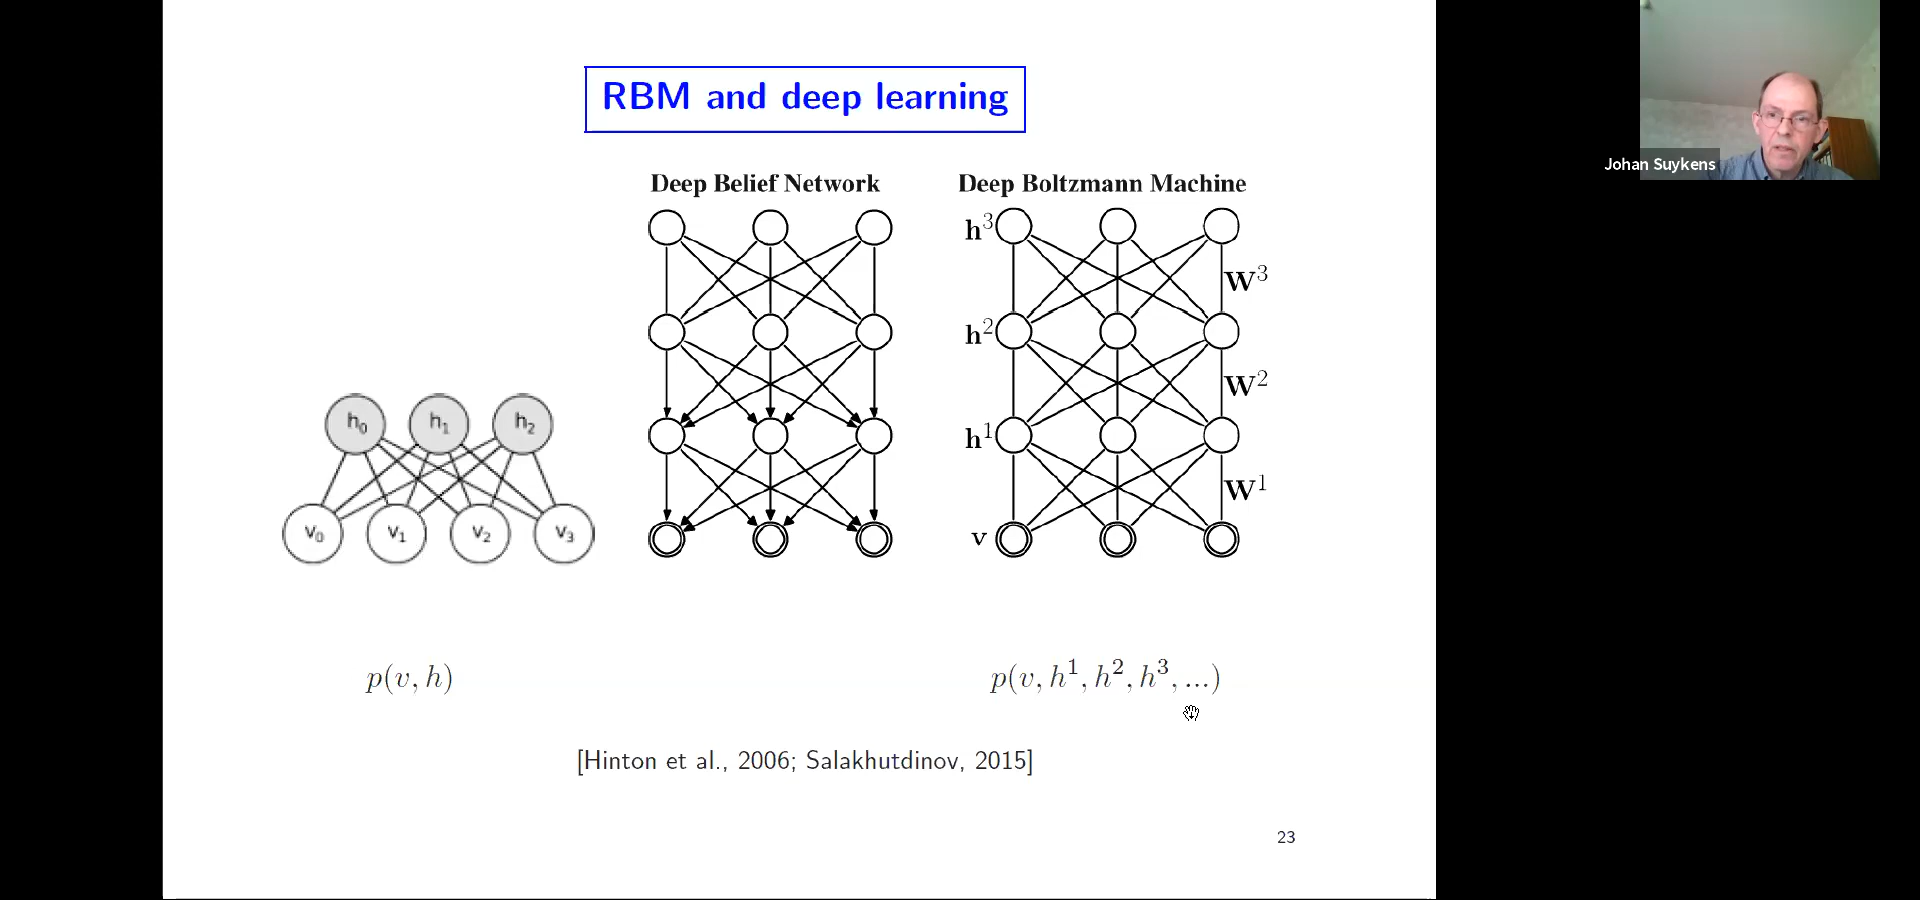 RBM and deep learning
Johan Suykens
Deep Belief Network
Deep Boltzmann Machine
h³
W³
h²
W²
h₀ h₁ h₂
h¹
W¹
v₀ v₁ v₂ v₃
v
p(v, h)
p(v, h¹, h², h³, ...)
[Hinton et al., 2006; Salakhutdinov, 2015]
23